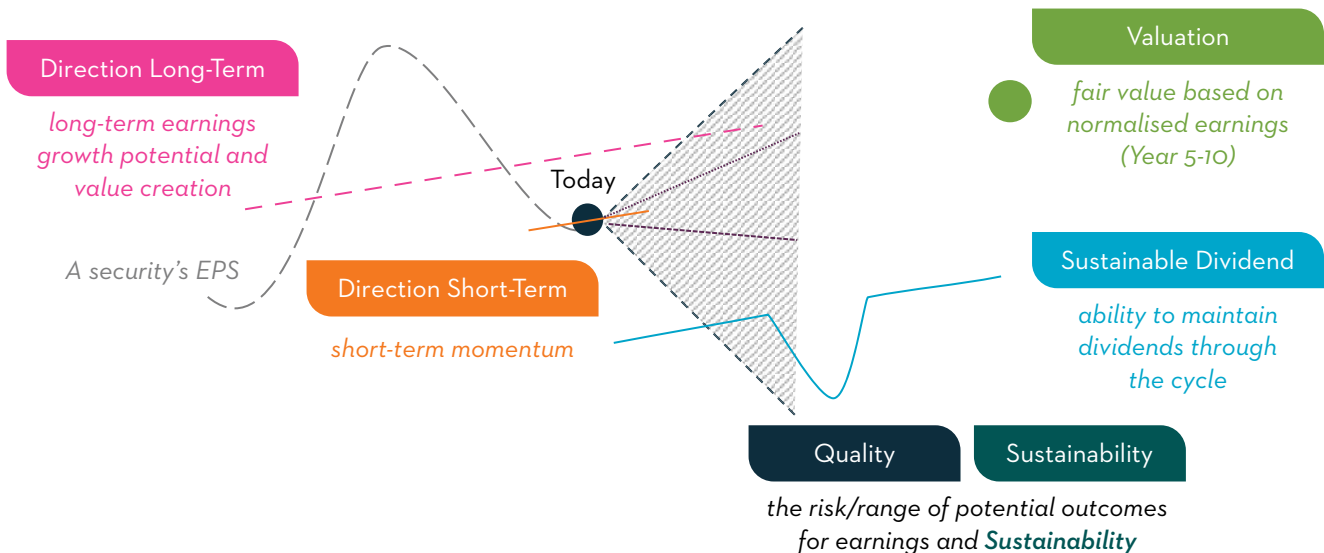 Direction Long-Term
long-term earnings
growth potential and
value creation
A security's EPS
Today
Direction Short-Term
short-term momentum
Valuation
fair value based on
normalised earnings
(Year 5-10)
Sustainable Dividend
ability to maintain
dividends through
the cycle
Quality
Sustainability
the risk/range of potential outcomes
for earnings and Sustainability